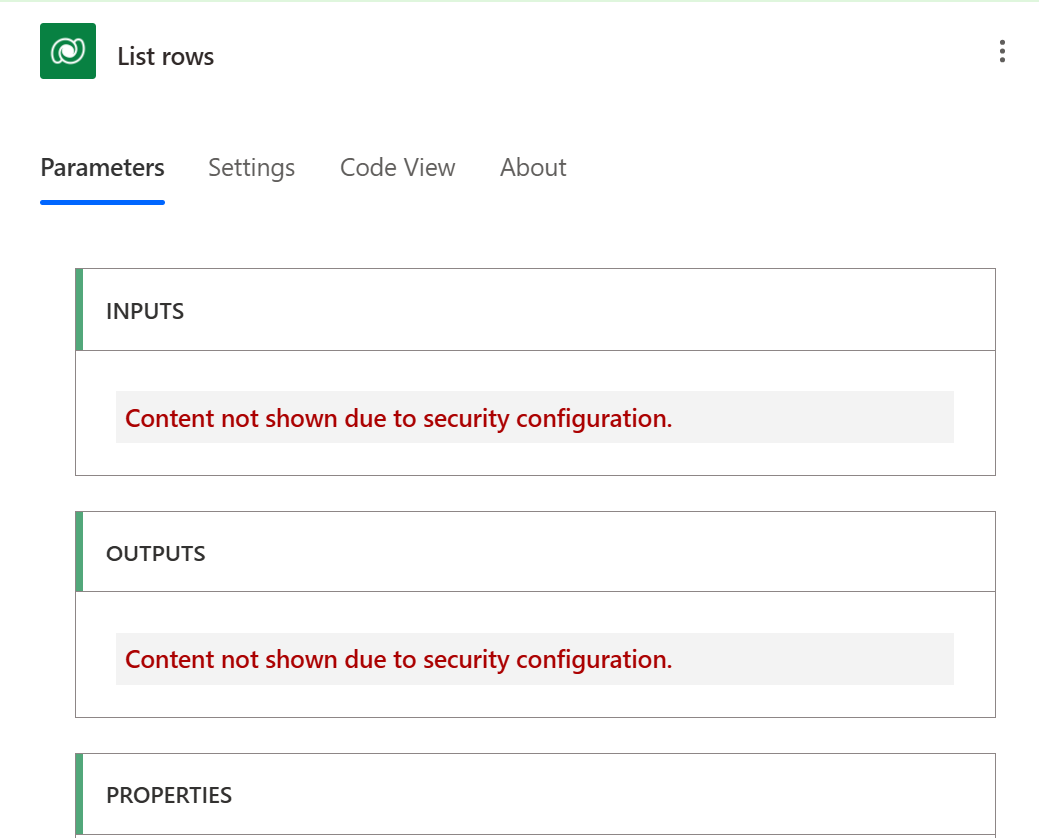 List rows
Parameters Settings Code View About
INPUTS
Content not shown due to security configuration.
OUTPUTS
Content not shown due to security configuration.
PROPERTIES